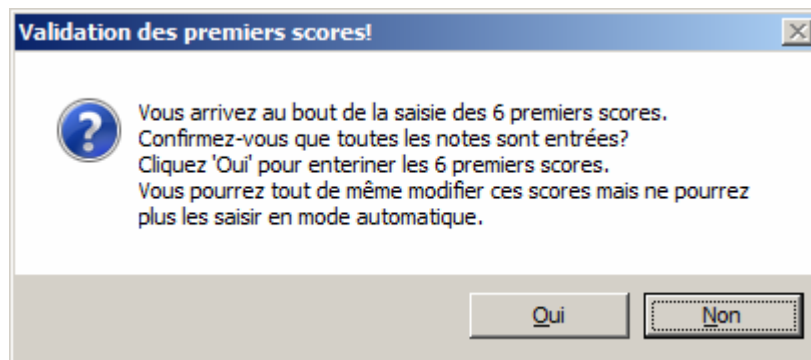 Validation des premiers scores!
Vous arrivez au bout de la saisie des 6 premiers scores.
Confirmez-vous que toutes les notes sont entrées?
Cliquez 'Oui' pour enteriner les 6 premiers scores.
Vous pourrez tout de même modifier ces scores mais ne pourrez
plus les saisir en mode automatique.
Oui
Non